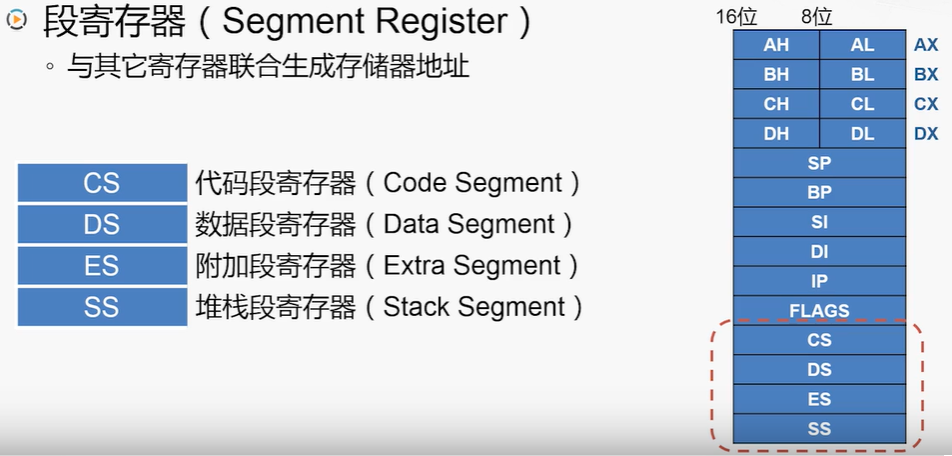 段寄存器（Segment Register）
与其它寄存器联合生成存储器地址
CS 代码段寄存器（Code Segment）
DS 数据段寄存器（Data Segment）
ES 附加段寄存器（Extra Segment）
SS 堆栈段寄存器（Stack Segment）
16位 8位
AH AL AX
BH BL BX
CH CL CX
DH DL DX
SP
BP
SI
DI
IP
FLAGS
CS
DS
ES
SS